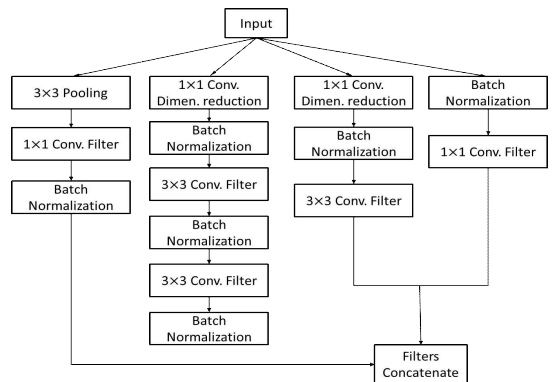 Input
3×3 Pooling
1×1 Conv. Filter
Batch
Normalization
1×1 Conv.
Dimen. reduction
Batch
Normalization
3×3 Conv. Filter
Batch
Normalization
3×3 Conv. Filter
Batch
Normalization
1×1 Conv.
Dimen. reduction
Batch
Normalization
3×3 Conv. Filter
Batch
Normalization
1×1 Conv. Filter
Filters
Concatenate